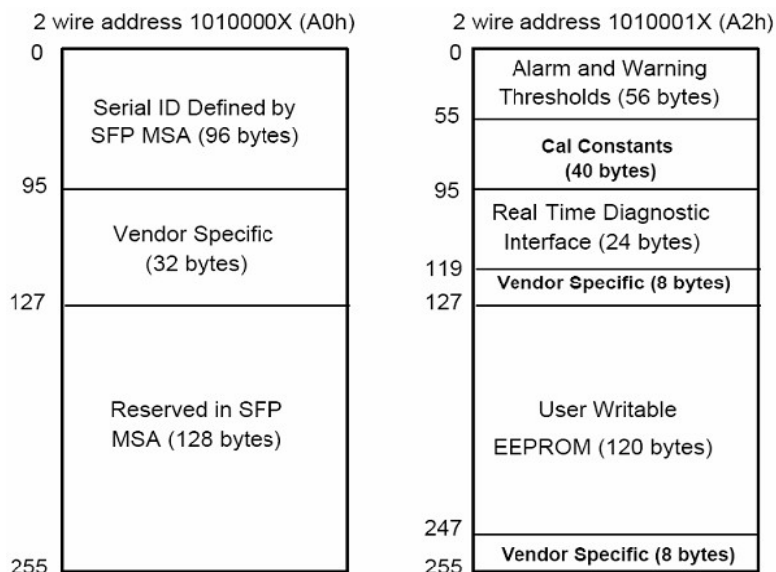 2 wire address 1010000X (A0h)
0
Serial ID Defined by
SFP MSA (96 bytes)
95
Vendor Specific
(32 bytes)
127
Reserved in SFP
MSA (128 bytes)
255
2 wire address 1010001X (A2h)
0
Alarm and Warning
Thresholds (56 bytes)
55
Cal Constants
(40 bytes)
95
Real Time Diagnostic
Interface (24 bytes)
119
Vendor Specific (8 bytes)
127
User Writable
EEPROM (120 bytes)
247
Vendor Specific (8 bytes)
255